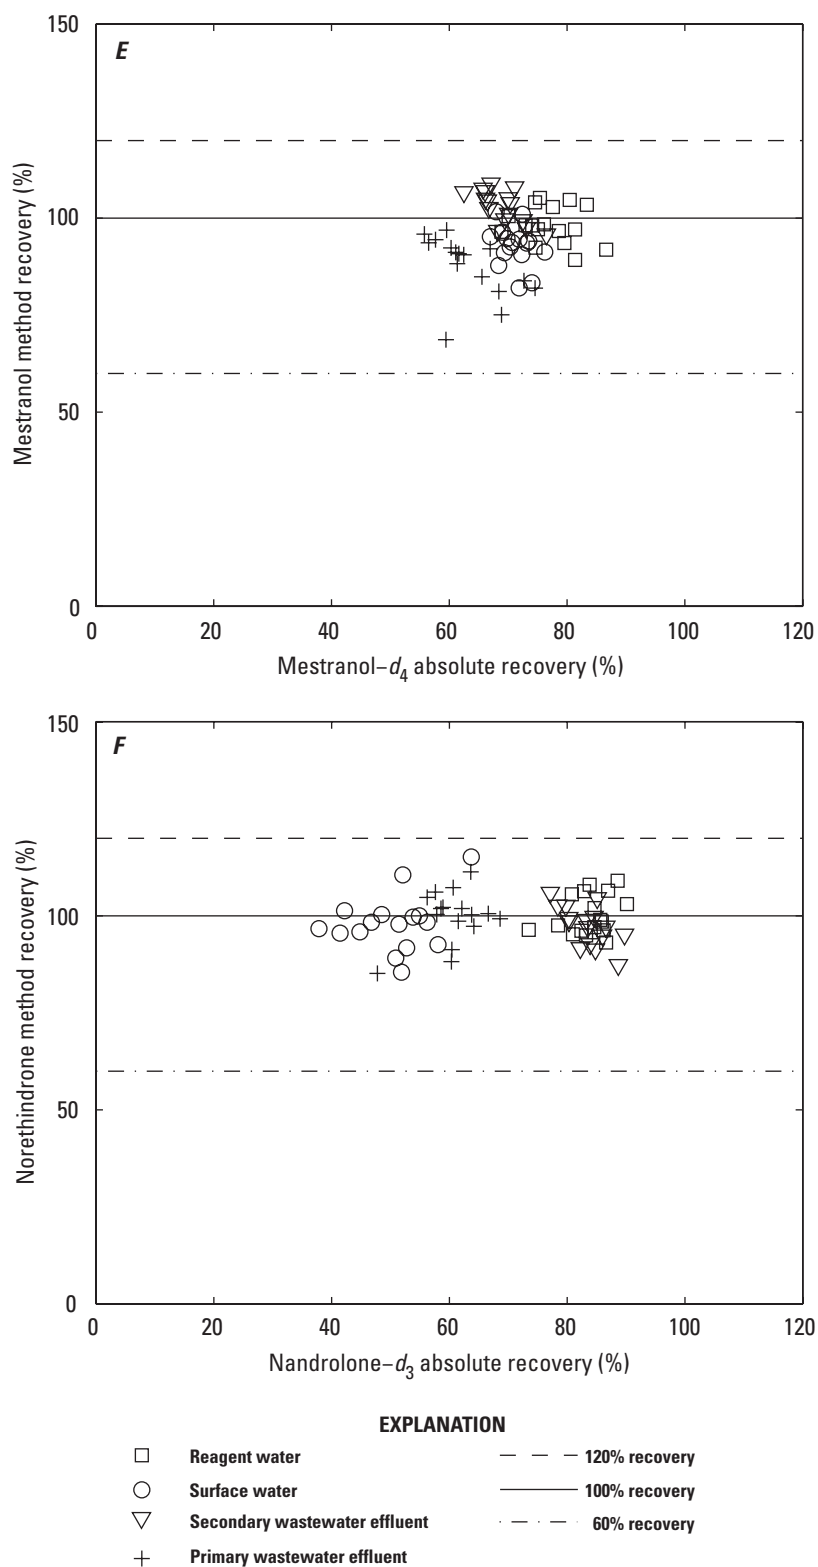 150
E
Mestranol method recovery (%)
100
50
0
0 20 40 60 80 100 120
Mestranol–d4 absolute recovery (%)
150
F
Norethindrone method recovery (%)
100
50
0
0 20 40 60 80 100 120
Nandrolone–d3 absolute recovery (%)
EXPLANATION
Reagent water
Surface water
Secondary wastewater effluent
Primary wastewater effluent
120% recovery
100% recovery
60% recovery